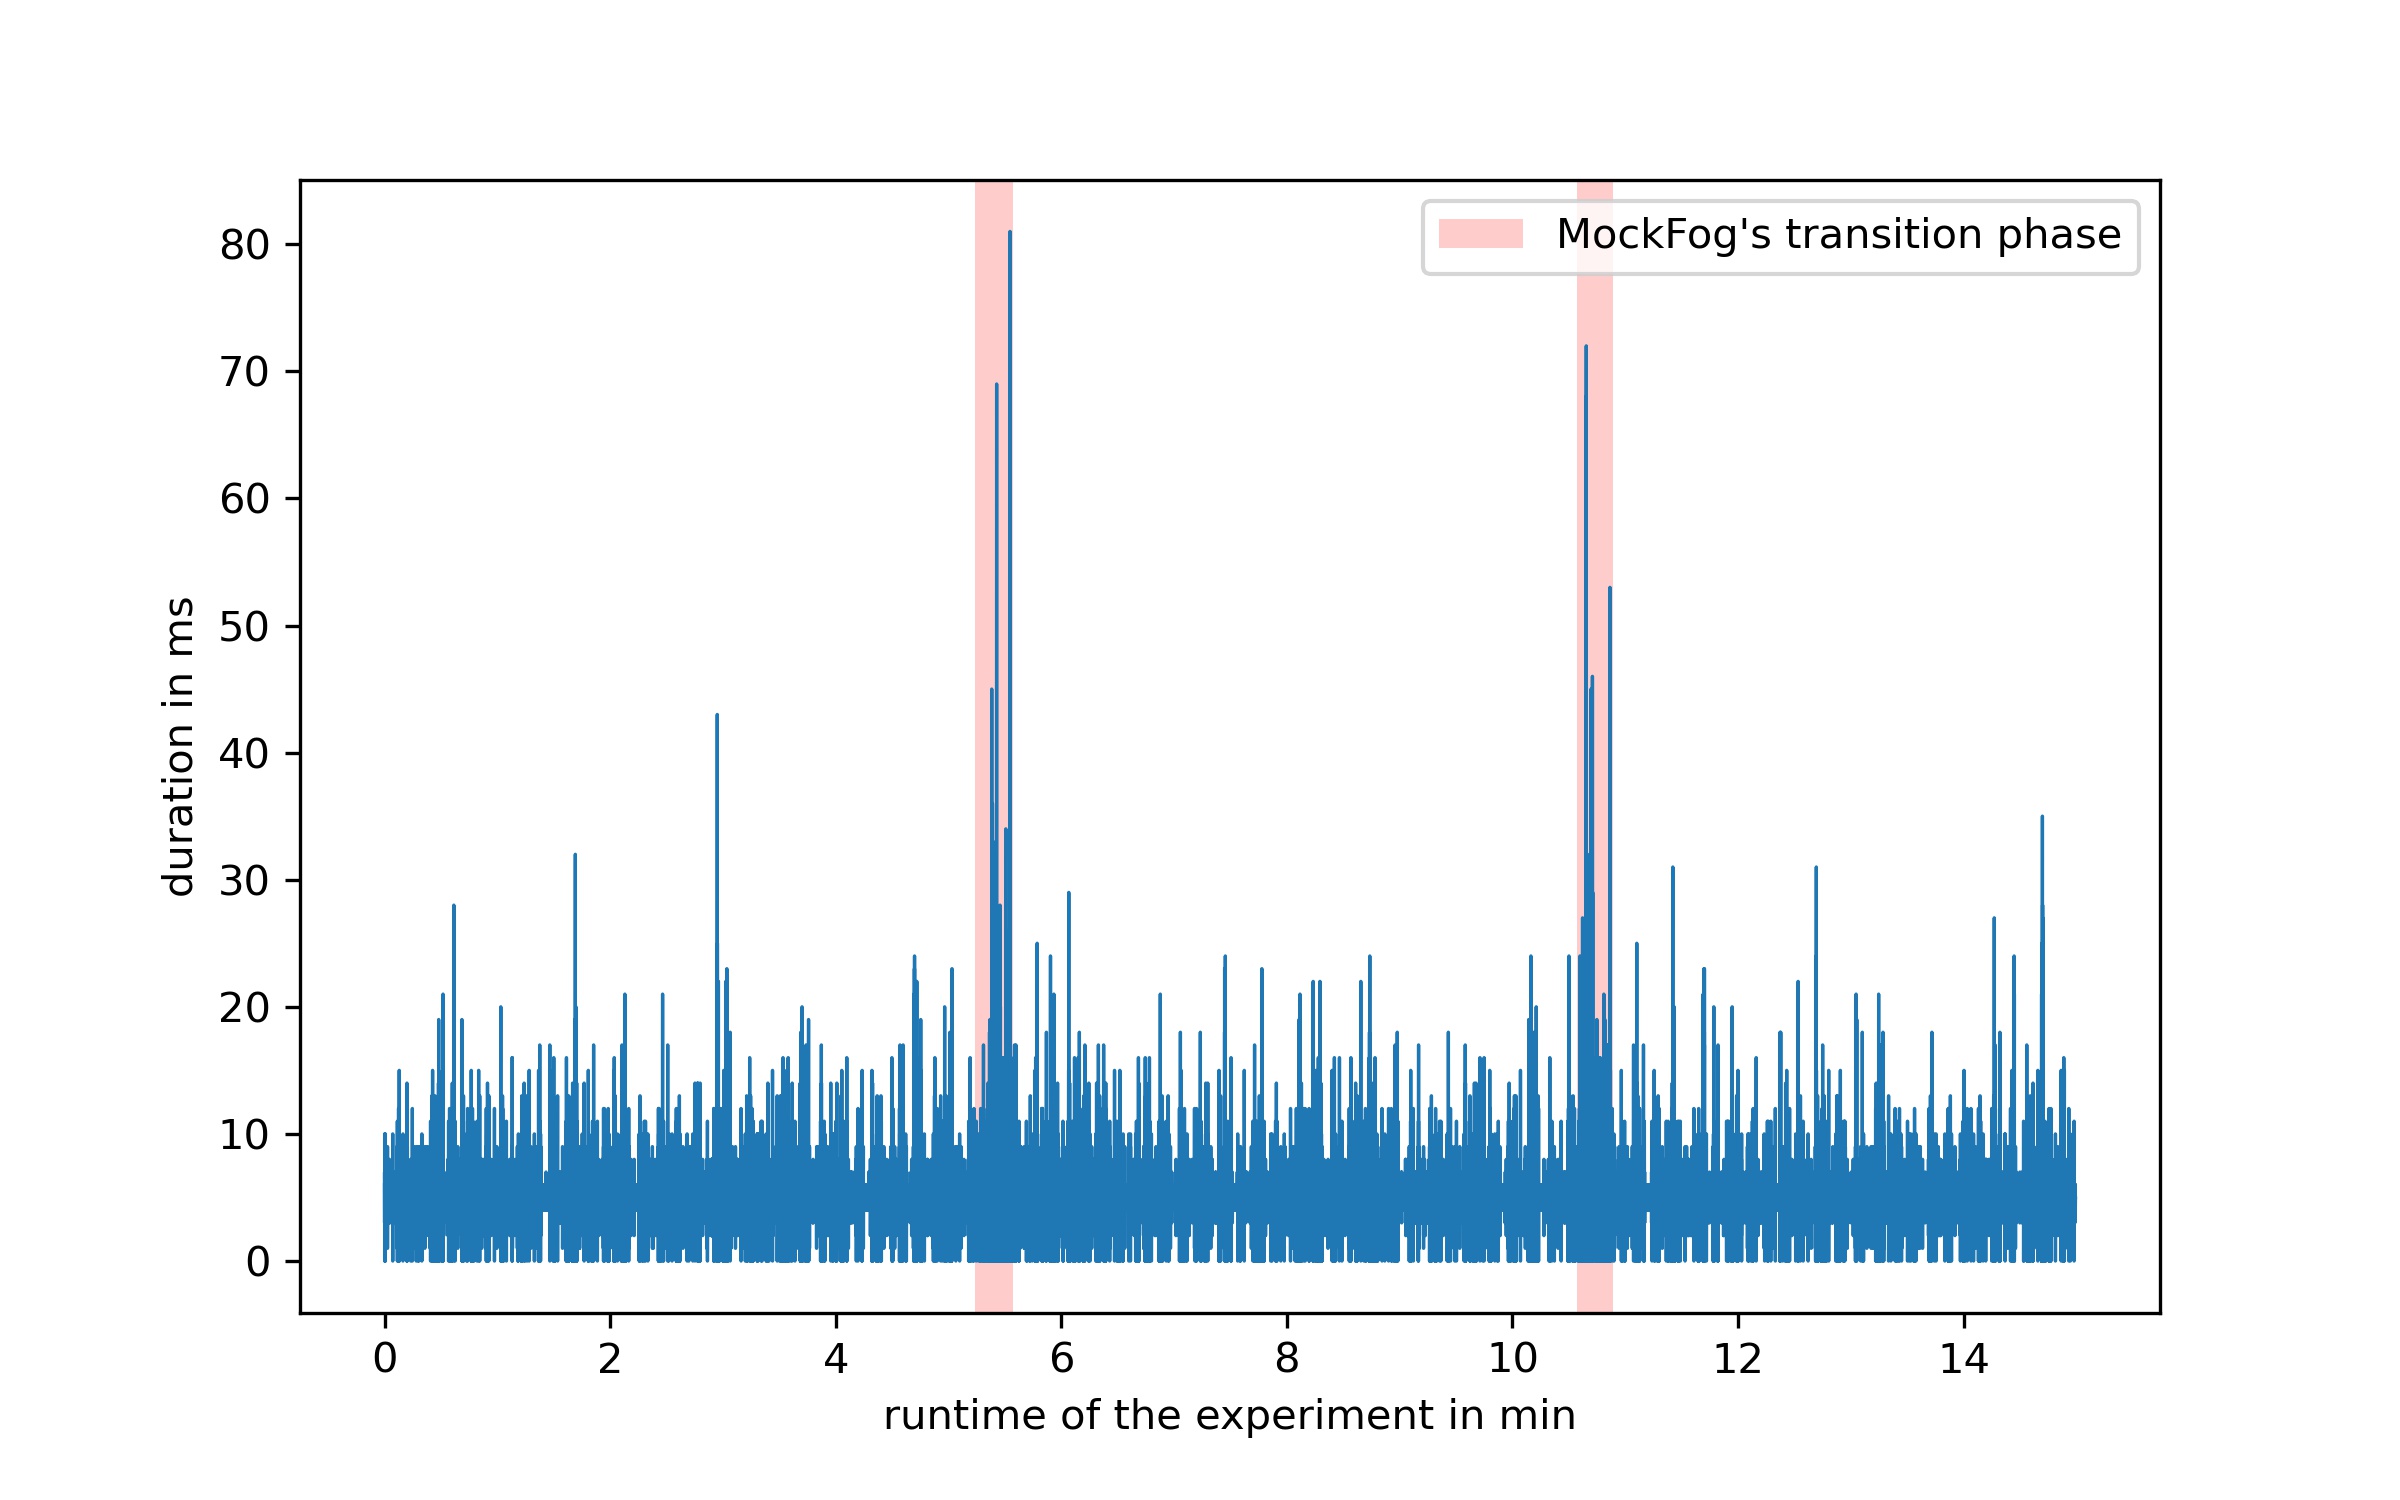 MockFog's transition phase
80
70
60
50
40
30
20
10
0
duration in ms
0 2 4 6 8 10 12 14
runtime of the experiment in min